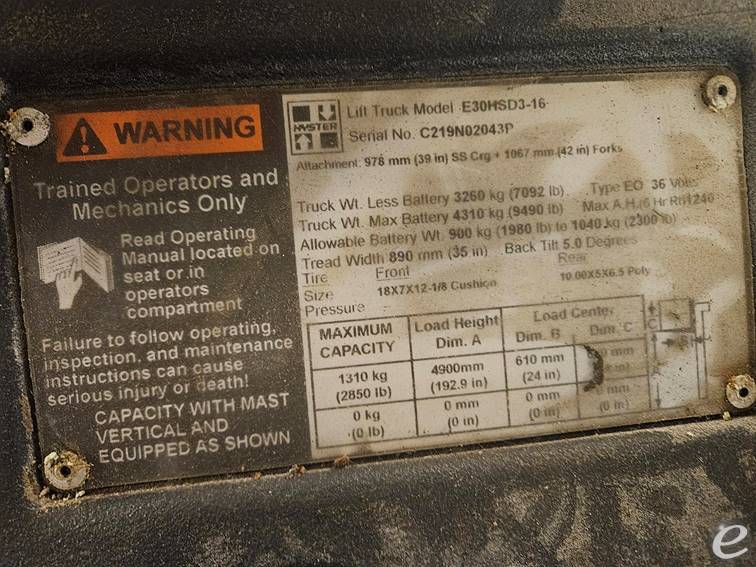 WARNING
Trained Operators and
Mechanics Only
Read Operating
Manual located on
seat or in
operators
compartment
Failure to follow operating,
inspection, and maintenance
instructions can cause
serious injury or death!
CAPACITY WITH MAST
VERTICAL AND
EQUIPPED AS SHOWN
HYSTER
Lift Truck Model E30HSD3-16
Serial No. C219N02043P
Attachment: 978 mm (39 in) SS Crg + 1067 mm (42 in) Forks
Truck Wt. Less Battery 3260 kg (7092 lb) Type EO 36 Volts
Truck Wt. Max Battery 4310 kg (9490 lb) Max A.H.(6 Hr Rt) 1240
Allowable Battery Wt. 900 kg (1980 lb) to 1040 kg (2300 lb)
Tread Width 890 mm (35 in) Back Tilt 5.0 Degrees
Tire Front Rear
Size 18X7X12-1/8 Cushion 10.00X5X6.5 Poly
Pressure
MAXIMUM CAPACITY Load Height Dim. A Load Center Dim. B Dim. C
1310 kg 4900mm 610 mm mm
(2850 lb) (192.9 in) (24 in) in)
0 kg 0 mm 0 mm mm
(0 lb) (0 in) (0 in) (0 in)
C
B
e